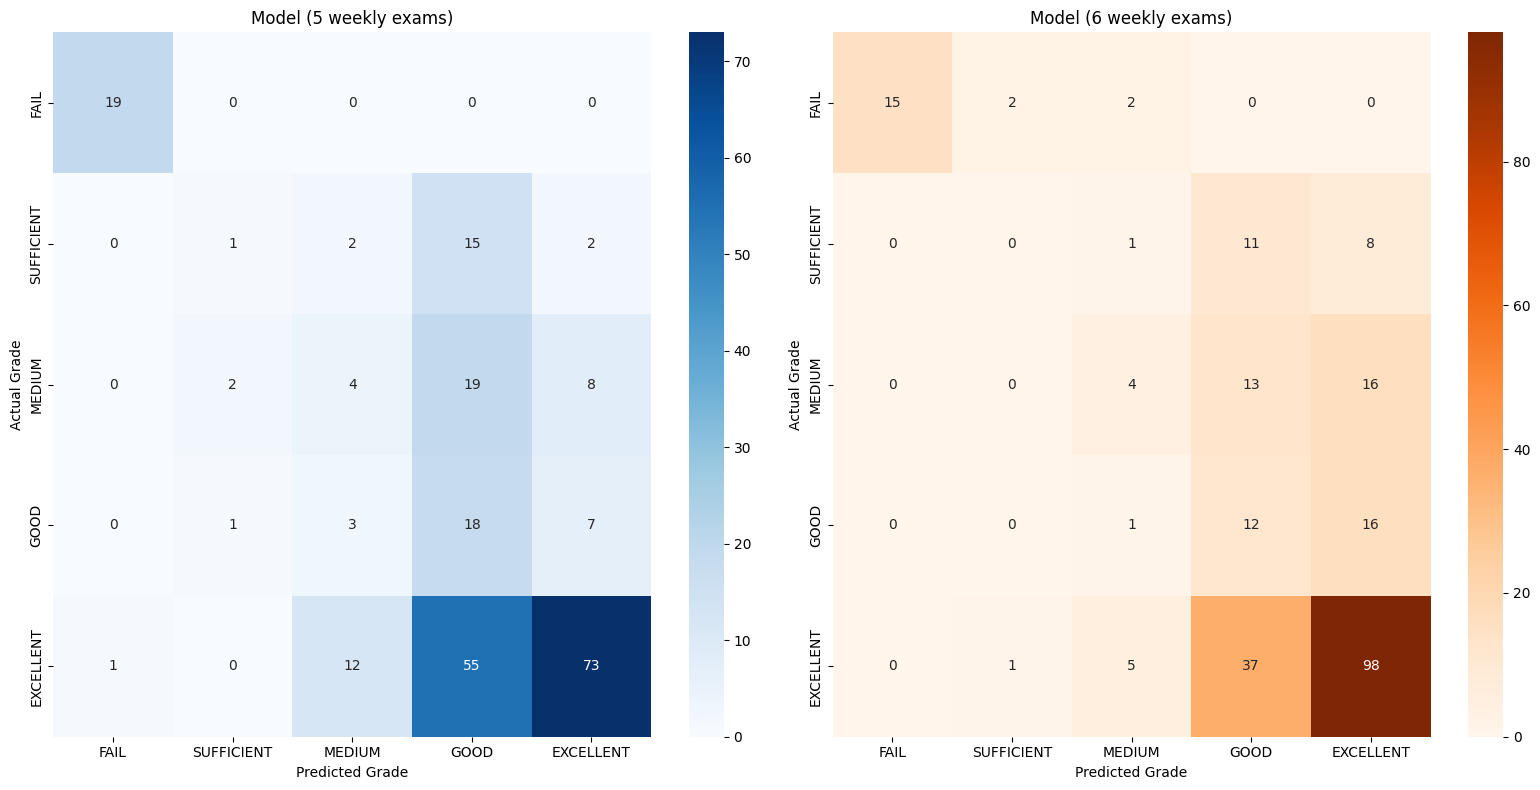 Model (5 weekly exams)
FAIL
SUFFICIENT
MEDIUM
GOOD
EXCELLENT
Actual Grade
19 0 0 0 0
0 1 2 15 2
0 2 4 19 8
0 1 3 18 7
1 0 12 55 73
FAIL SUFFICIENT MEDIUM GOOD EXCELLENT
Predicted Grade
70
60
50
40
30
20
10
0
Model (6 weekly exams)
FAIL
SUFFICIENT
MEDIUM
GOOD
EXCELLENT
Actual Grade
15 2 2 0 0
0 0 1 11 8
0 0 4 13 16
0 0 1 12 16
0 1 5 37 98
FAIL SUFFICIENT MEDIUM GOOD EXCELLENT
Predicted Grade
80
60
40
20
0